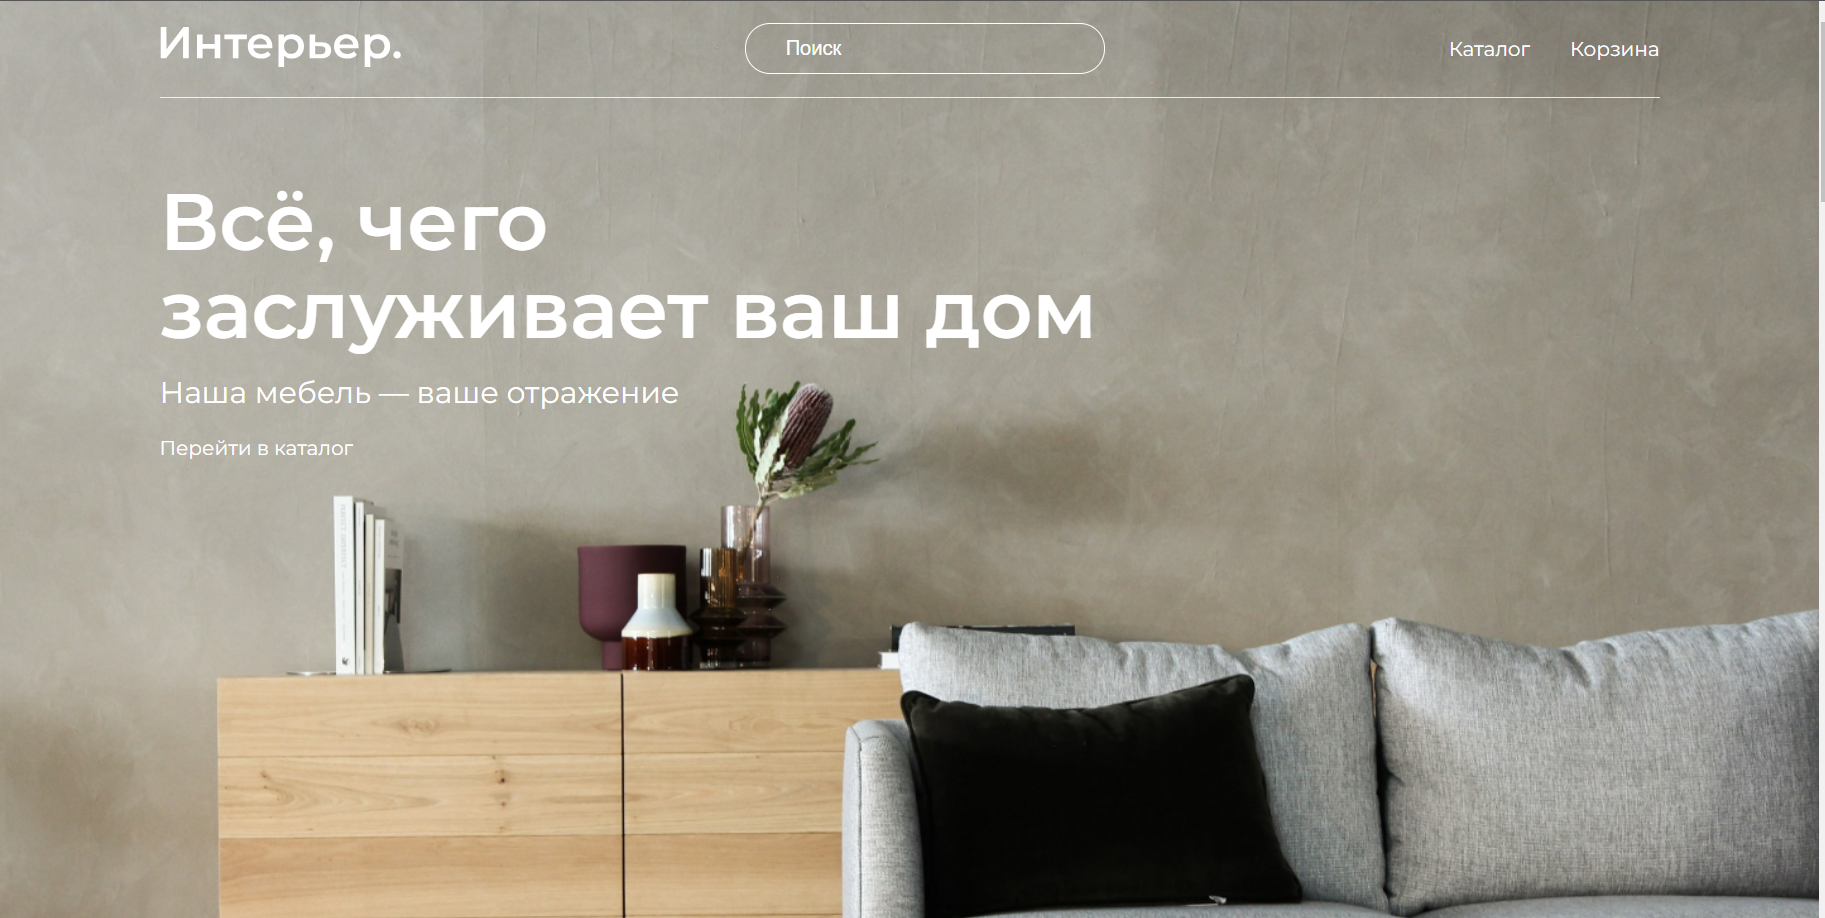 Интерьер.
Поиск
Каталог
Корзина
Всё, чего
заслуживает ваш дом
Наша мебель — ваше отражение
Перейти в каталог